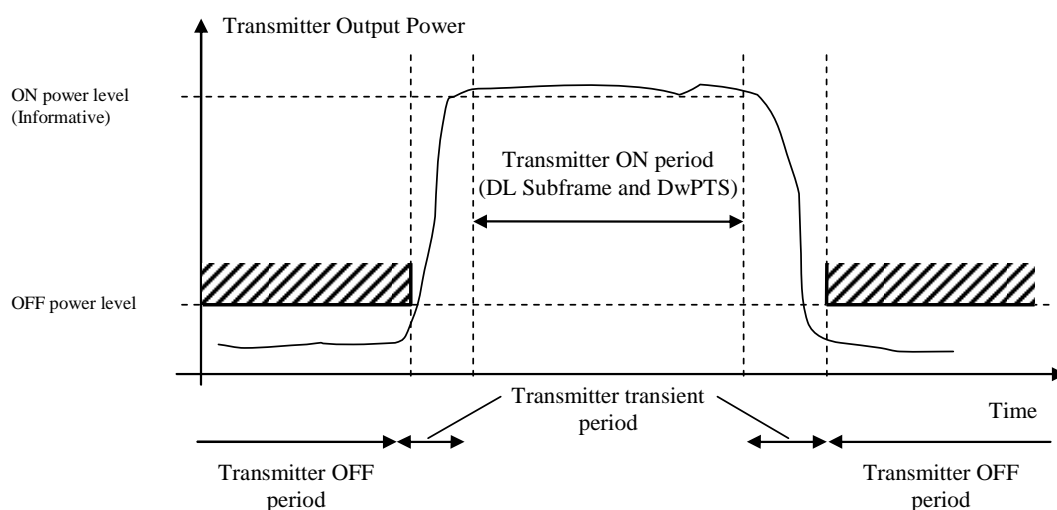 Transmitter Output Power
ON power level
(Informative)
Transmitter ON period
(DL Subframe and DwPTS)
OFF power level
Transmitter transient
period
Time
Transmitter OFF
period
Transmitter OFF
period